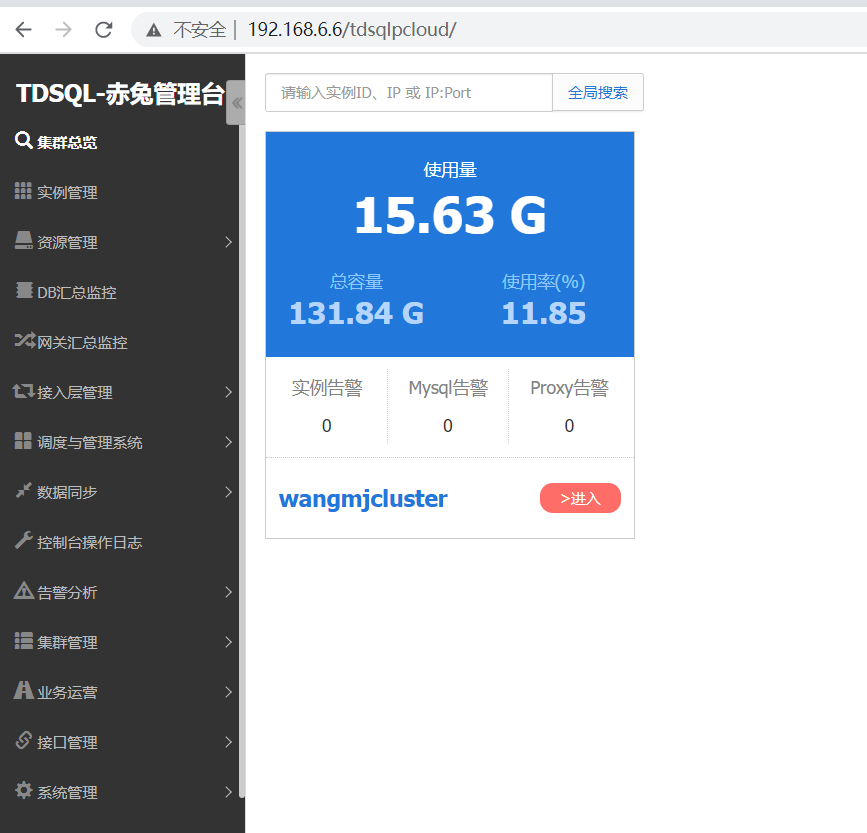 不安全 | 192.168.6.6/tdsqlpcloud/
TDSQL-赤兔管理台
集群总览
实例管理
资源管理
DB汇总监控
网关汇总监控
接入层管理
调度与管理系统
数据同步
控制台操作日志
告警分析
集群管理
业务运营
接口管理
系统管理
请输入实例ID、IP 或 IP:Port 全局搜索
使用量
15.63 G
总容量 使用率(%)
131.84 G 11.85
实例告警 Mysql告警 Proxy告警
0 0 0
wangmjcluster >进入